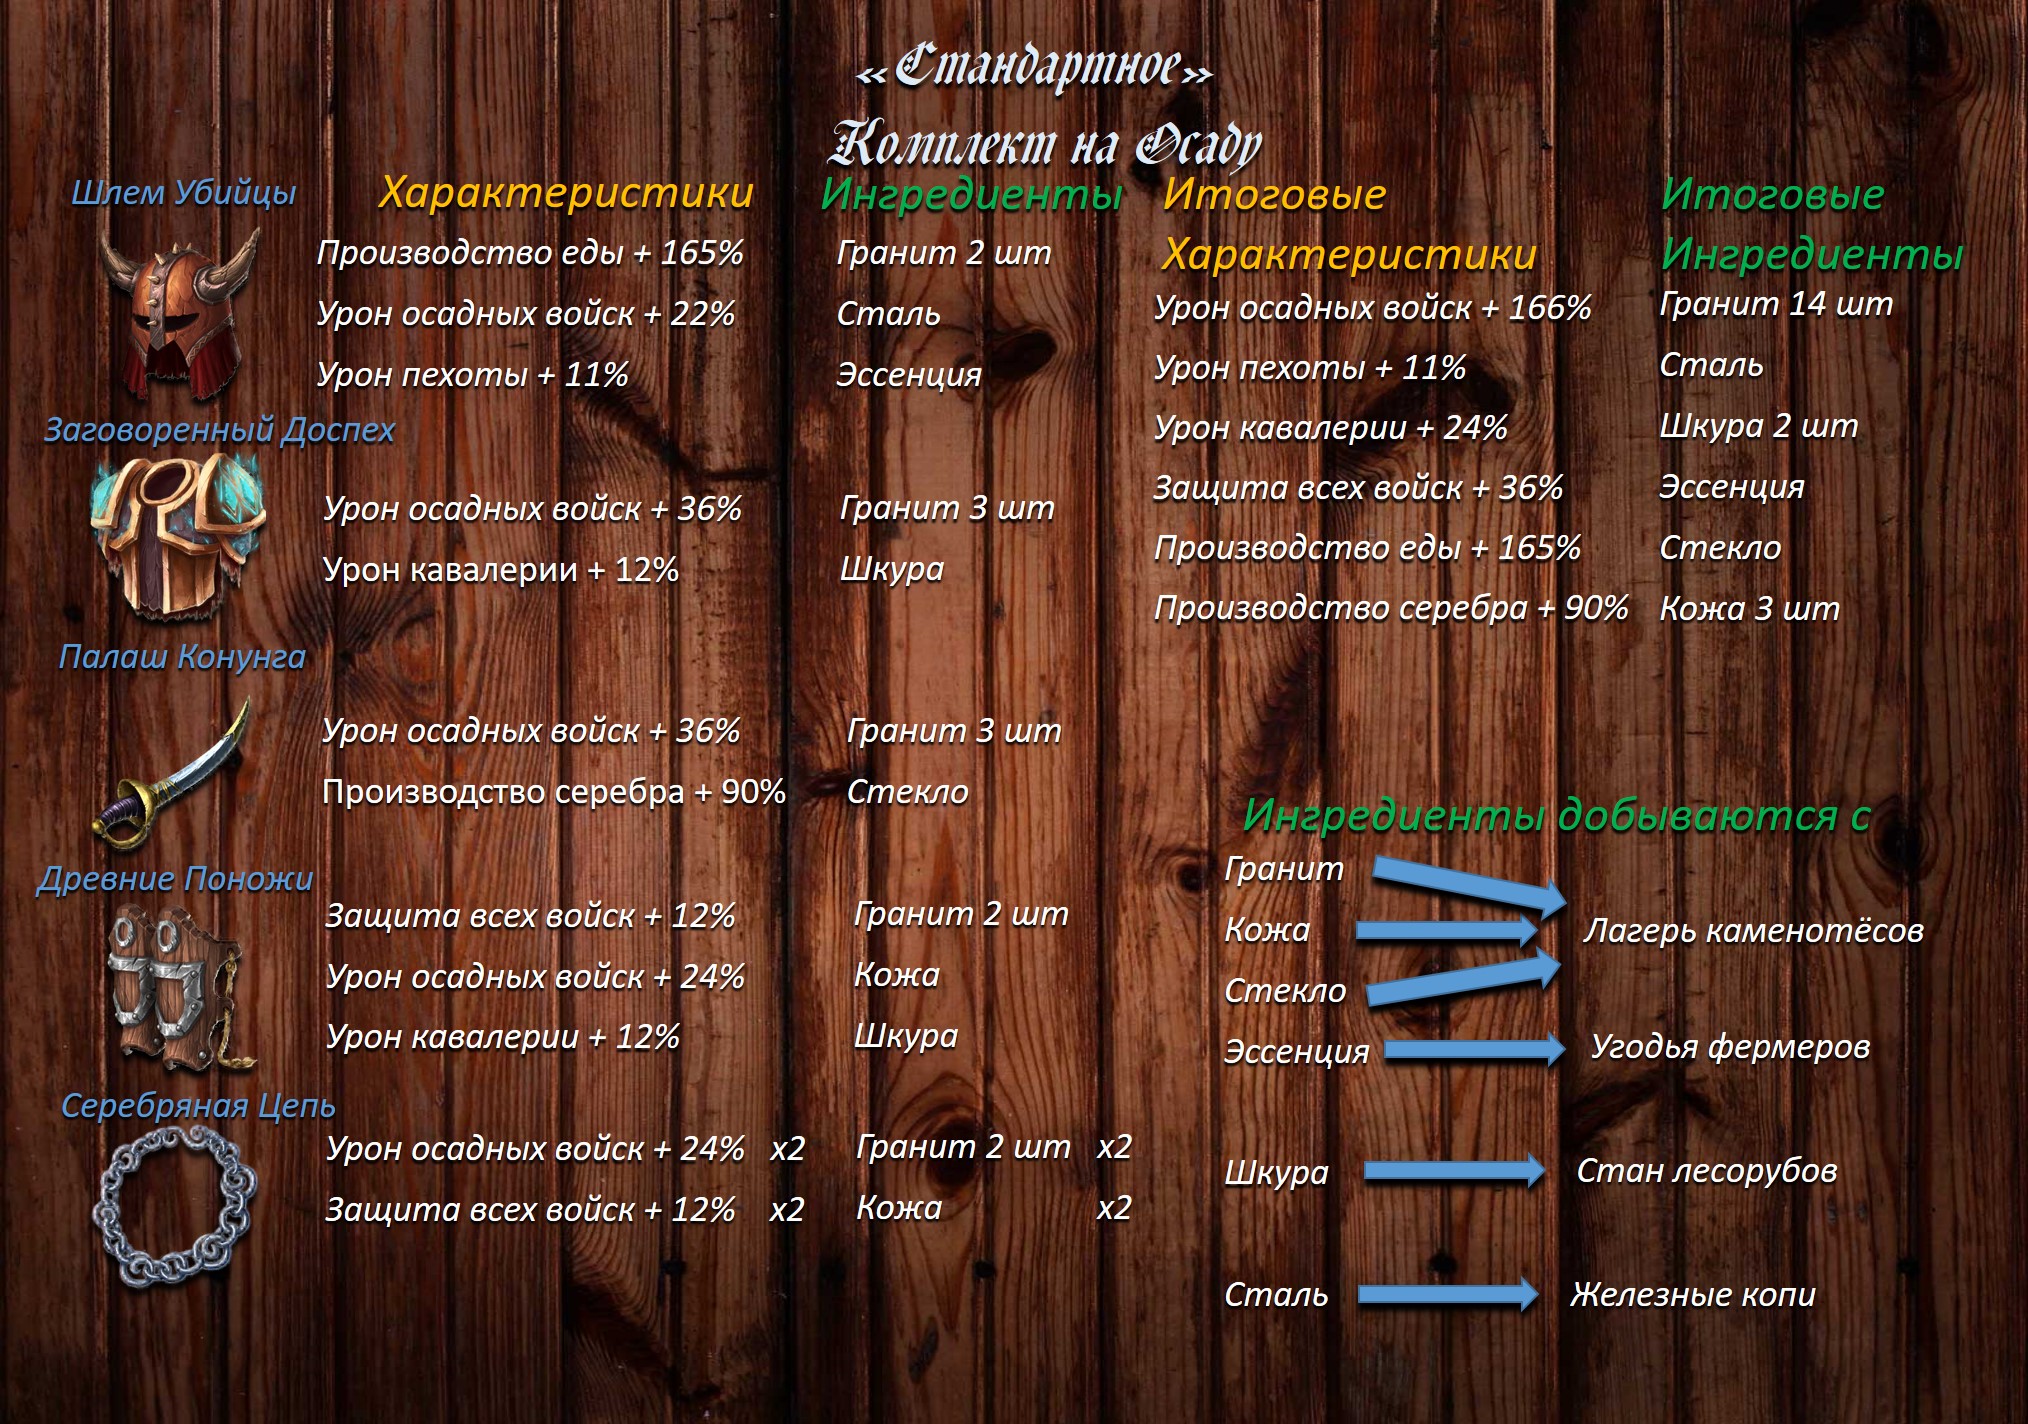 «Стандартное»
Комплект на Осаду
Шлем Убийцы
Характеристики
Производство еды + 165%
Урон осадных войск + 22%
Урон пехоты + 11%
Ингредиенты
Гранит 2 шт
Сталь
Эссенция
Заговоренный Доспех
Урон осадных войск + 36%
Урон кавалерии + 12%
Гранит 3 шт
Шкура
Палаш Конунга
Урон осадных войск + 36%
Производство серебра + 90%
Гранит 3 шт
Стекло
Древние Поножи
Защита всех войск + 12%
Урон осадных войск + 24%
Урон кавалерии + 12%
Гранит 2 шт
Кожа
Шкура
Серебряная Цепь
Урон осадных войск + 24% x2
Защита всех войск + 12% x2
Гранит 2 шт x2
Кожа x2
Итоговые
Характеристики
Урон осадных войск + 166%
Урон пехоты + 11%
Урон кавалерии + 24%
Защита всех войск + 36%
Производство еды + 165%
Производство серебра + 90%
Итоговые
Ингредиенты
Гранит 14 шт
Сталь
Шкура 2 шт
Эссенция
Стекло
Кожа 3 шт
Ингредиенты добываются с
Гранит
Кожа
Стекло
Лагерь каменотёсов
Эссенция
Угодья фермеров
Шкура
Стан лесорубов
Сталь
Железные копи